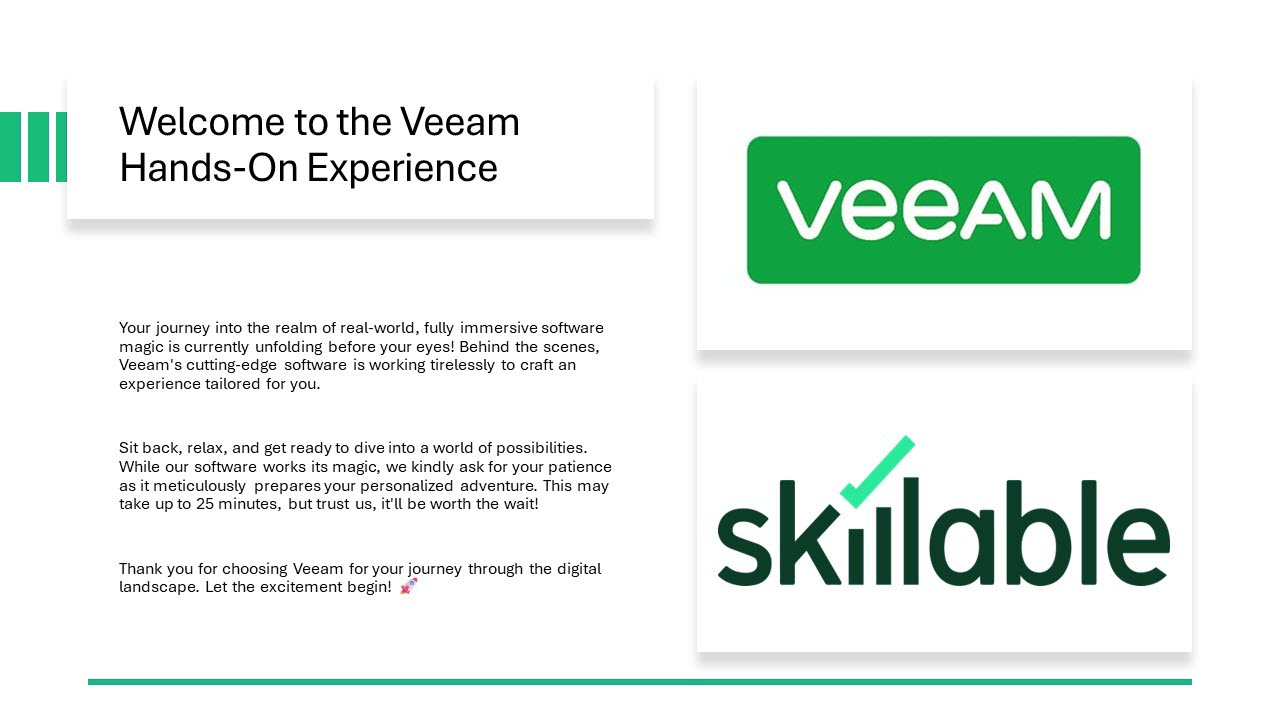 Welcome to the Veeam
Hands-On Experience
Your journey into the realm of real-world, fully immersive software
magic is currently unfolding before your eyes! Behind the scenes,
Veeam's cutting-edge software is working tirelessly to craft an
experience tailored for you.
Sit back, relax, and get ready to dive into a world of possibilities.
While our software works its magic, we kindly ask for your patience
as it meticulously prepares your personalized adventure. This may
take up to 25 minutes, but trust us, it'll be worth the wait!
Thank you for choosing Veeam for your journey through the digital
landscape. Let the excitement begin! 🚀
veeAM
skillable